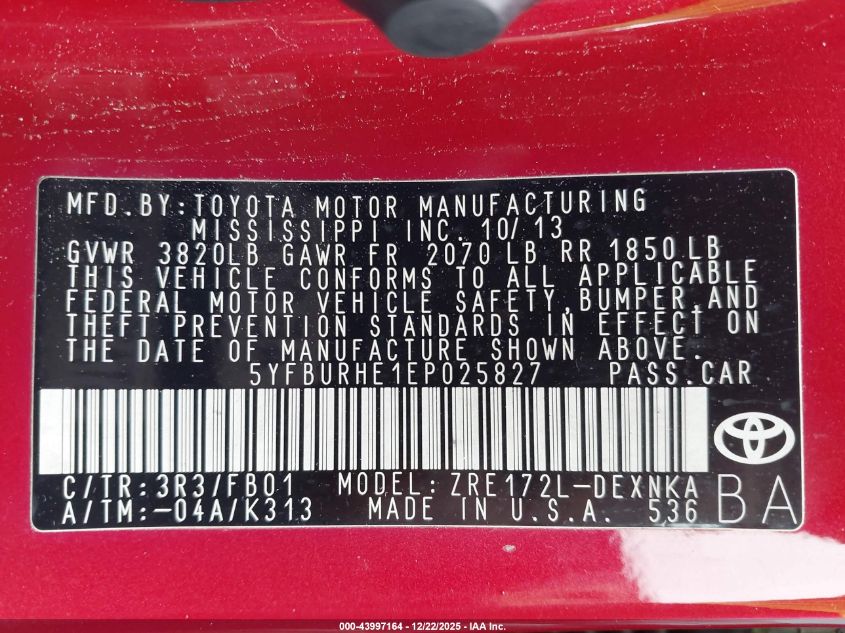 MFD.BY:TOYOTA MOTOR MANUFACTURING
MISSISSIPPI INC. 10/13
GVWR 3820LB GAWR FR 2070 LB RR 1850 LB
THIS VEHICLE CONFORMS TO ALL APPLICABLE
FEDERAL MOTOR VEHICLE SAFETY,BUMPER,AND
THEFT PREVENTION STANDARDS IN EFFECT ON
THE DATE OF MANUFACTURE SHOWN ABOVE.
5YFBURHE1EP025827 PASS.CAR
C/TR:3R3/FB01 MODEL:ZRE172L-DEXNKA
A/TM:-04A/K313 MADE IN U.S.A. 536 BA
000-43997164 - 12/22/2025 - IAA Inc.